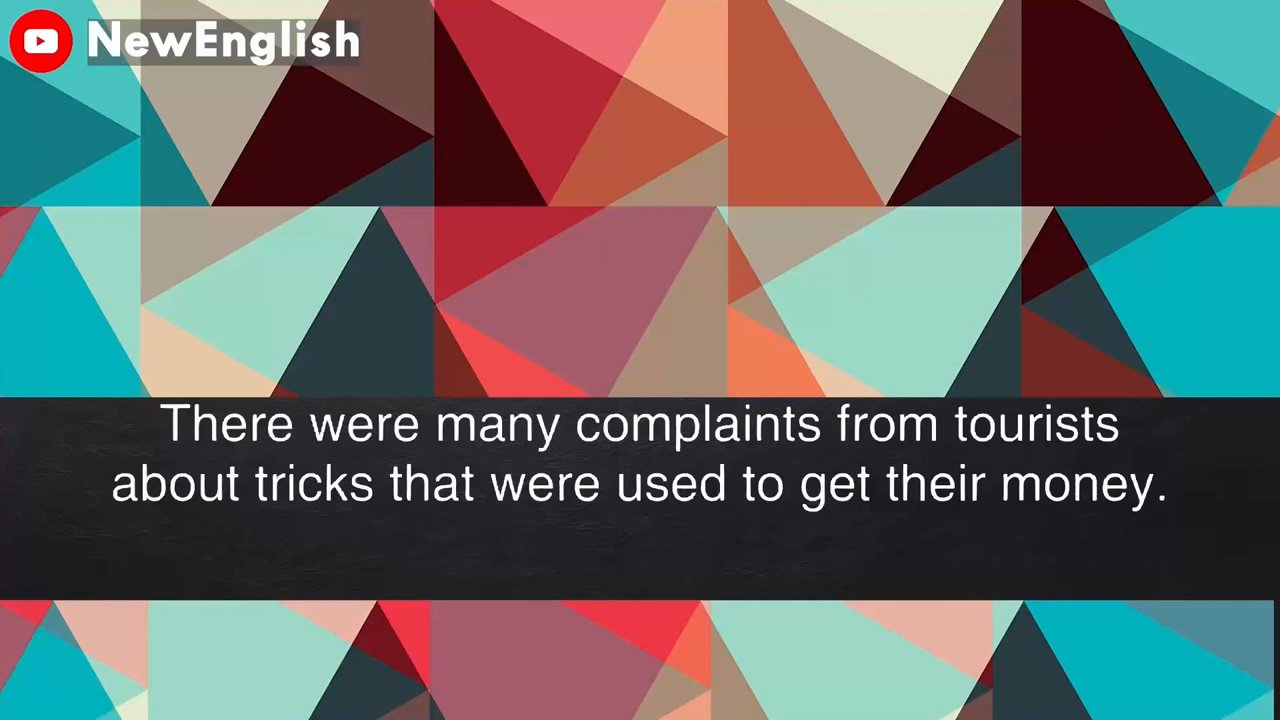 NewEnglish
There were many complaints from tourists
about tricks that were used to get their money.